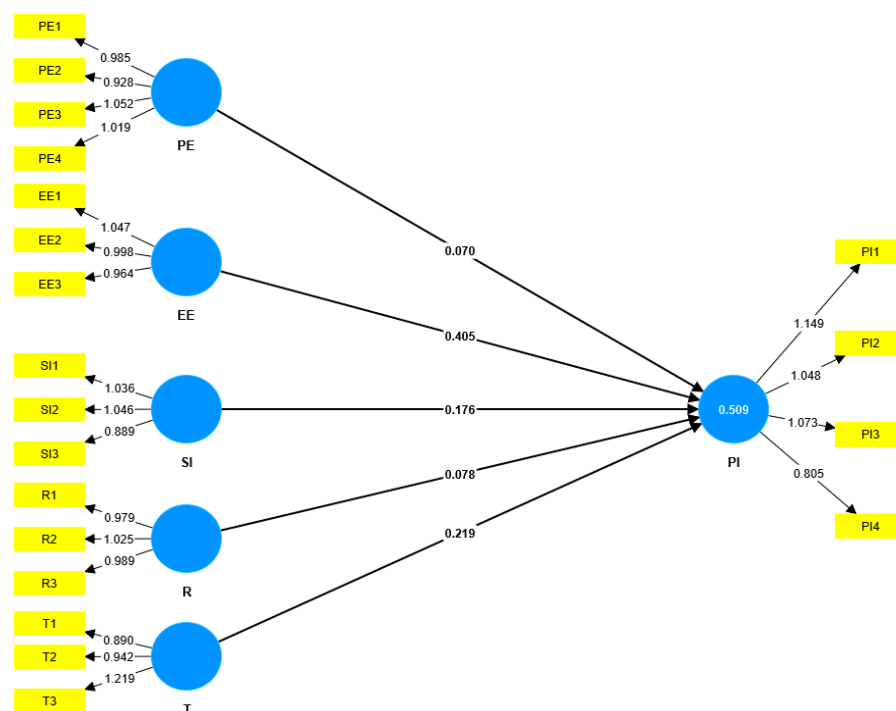 PE1
0.985
PE2
0.928
PE3
1.052
1.019
PE4
PE
EE1
1.047
EE2
0.998
0.964
EE3
EE
SI1
1.036
SI2
1.046
0.889
SI3
SI
R1
0.979
R2
1.025
0.989
R3
R
T1
0.890
T2
0.942
1.219
T3
T
0.070
0.405
0.176
0.078
0.219
0.509
PI
PI1
1.149
PI2
1.048
1.073
PI3
0.805
PI4